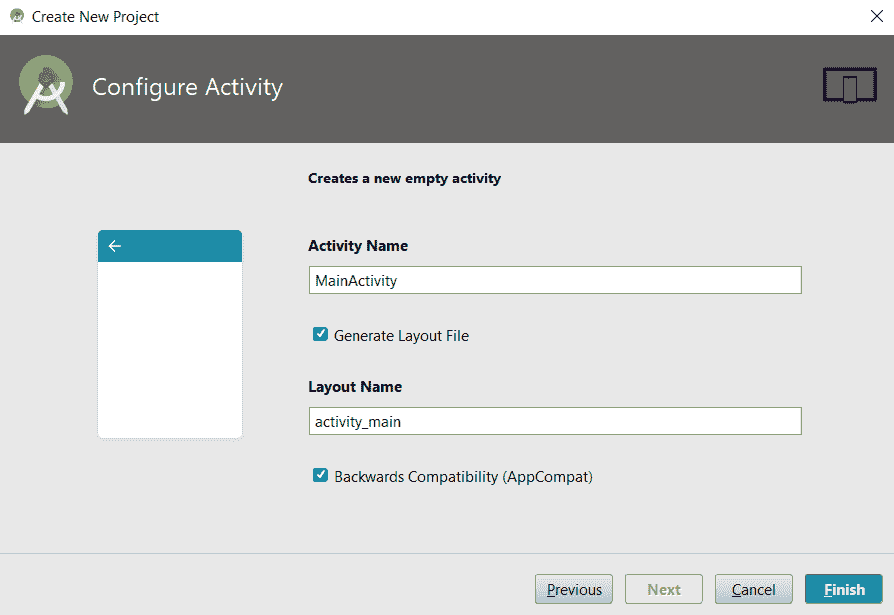 Create New Project
Configure Activity
Creates a new empty activity
Activity Name
MainActivity
Generate Layout File
Layout Name
activity_main
Backwards Compatibility (AppCompat)
Previous Next Cancel Finish